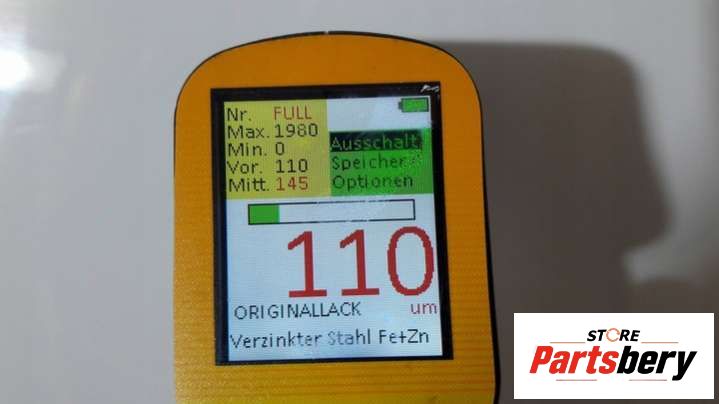 Nr. FULL
Max. 1980
Min. 0
Vor. 110
Mitt. 145
Ausschalt
Speicher
Optionen
110
ORIGINALLACK um
Verzinkter Stahl Fe+Zn
STORE
Partsbery